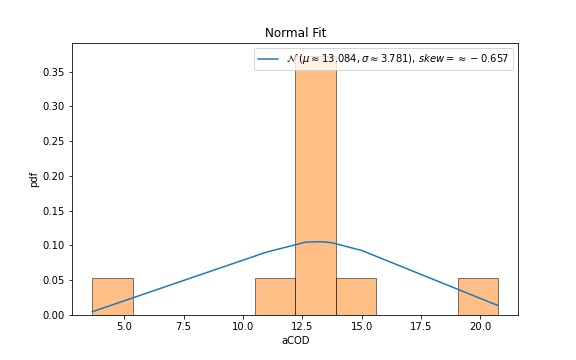 Normal Fit
𝒩 (μ ≈ 13.084, σ ≈ 3.781), skew = ≈ − 0.657
0.35
0.30
0.25
0.20
0.15
0.10
0.05
0.00
pdf
5.0 7.5 10.0 12.5 15.0 17.5 20.0
aCOD